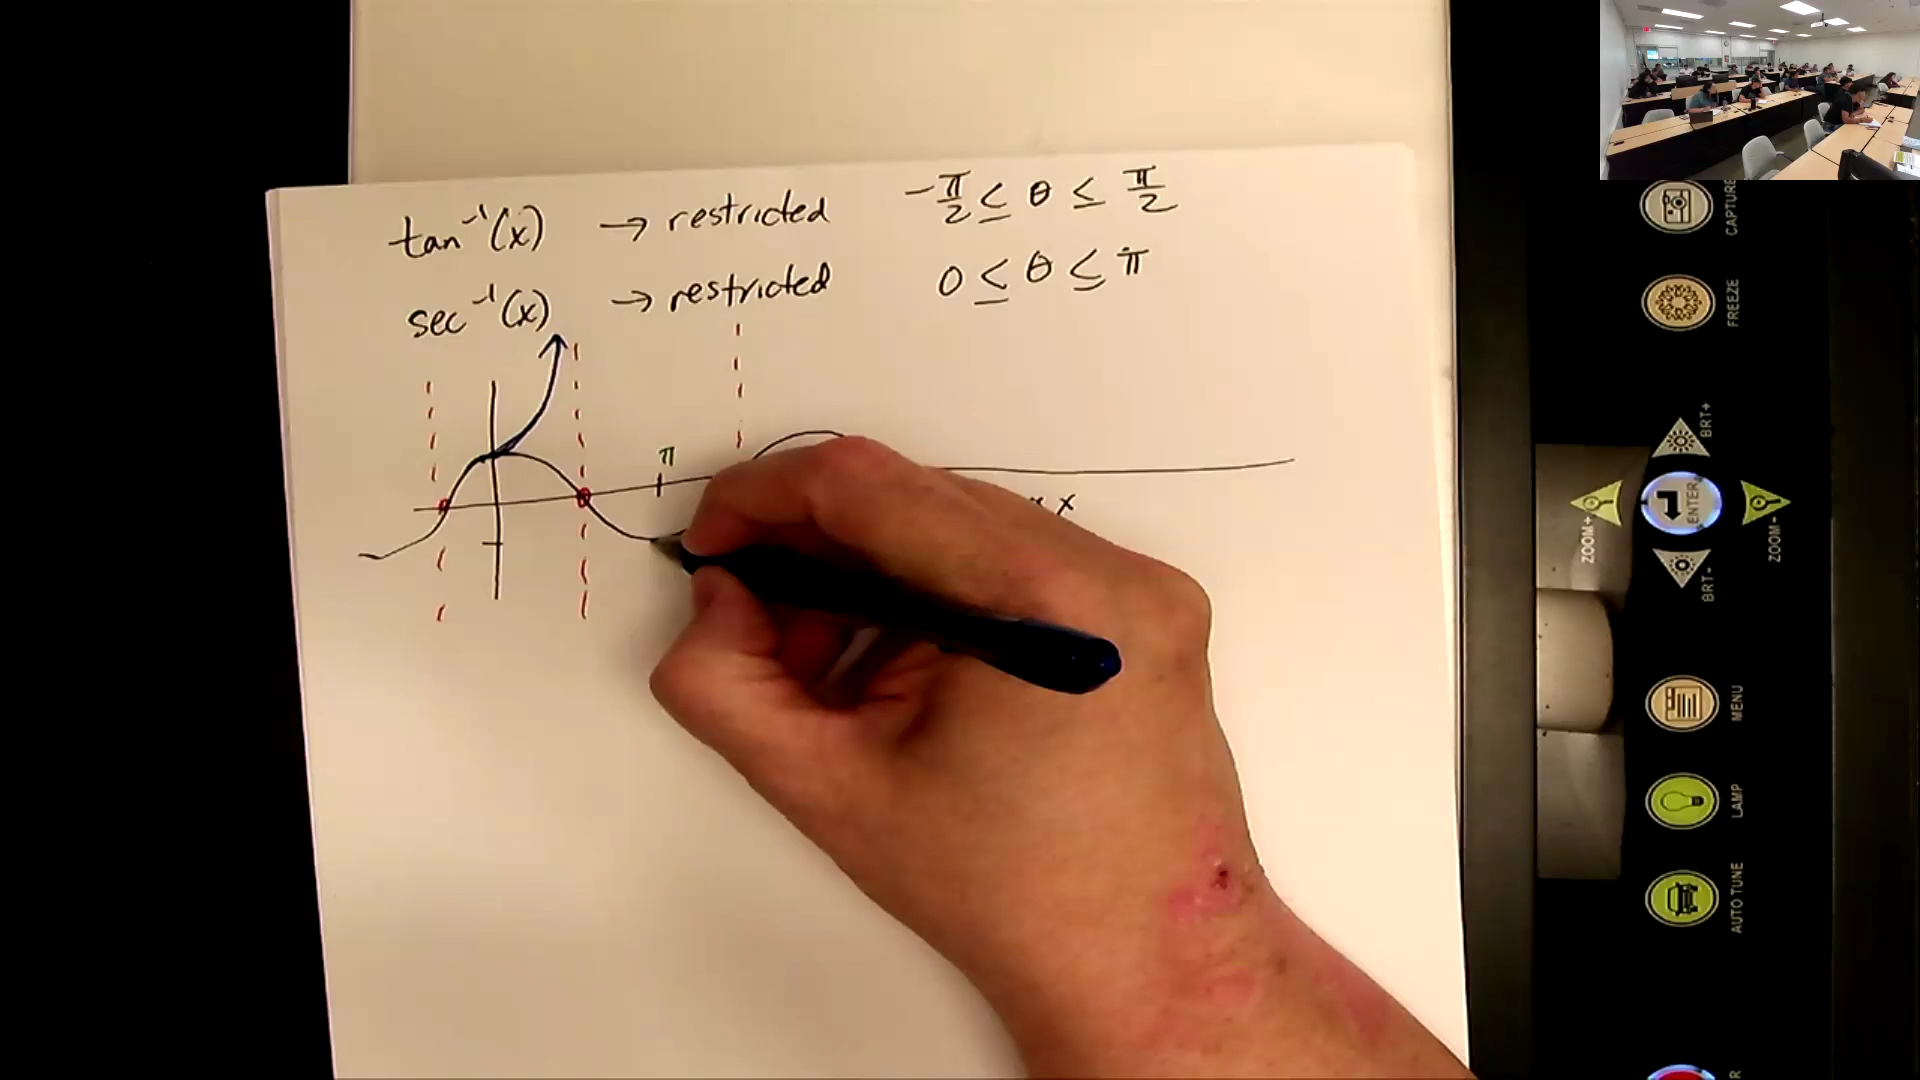 tan⁻¹(x) → restricted -π/2 ≤ θ ≤ π/2
sec⁻¹(x) → restricted 0 ≤ θ ≤ π
π
x
CAPTURE
FREEZE
BRT+
ZOOM+
ENTER
ZOOM-
BRT-
MENU
LAMP
AUTO TUNE